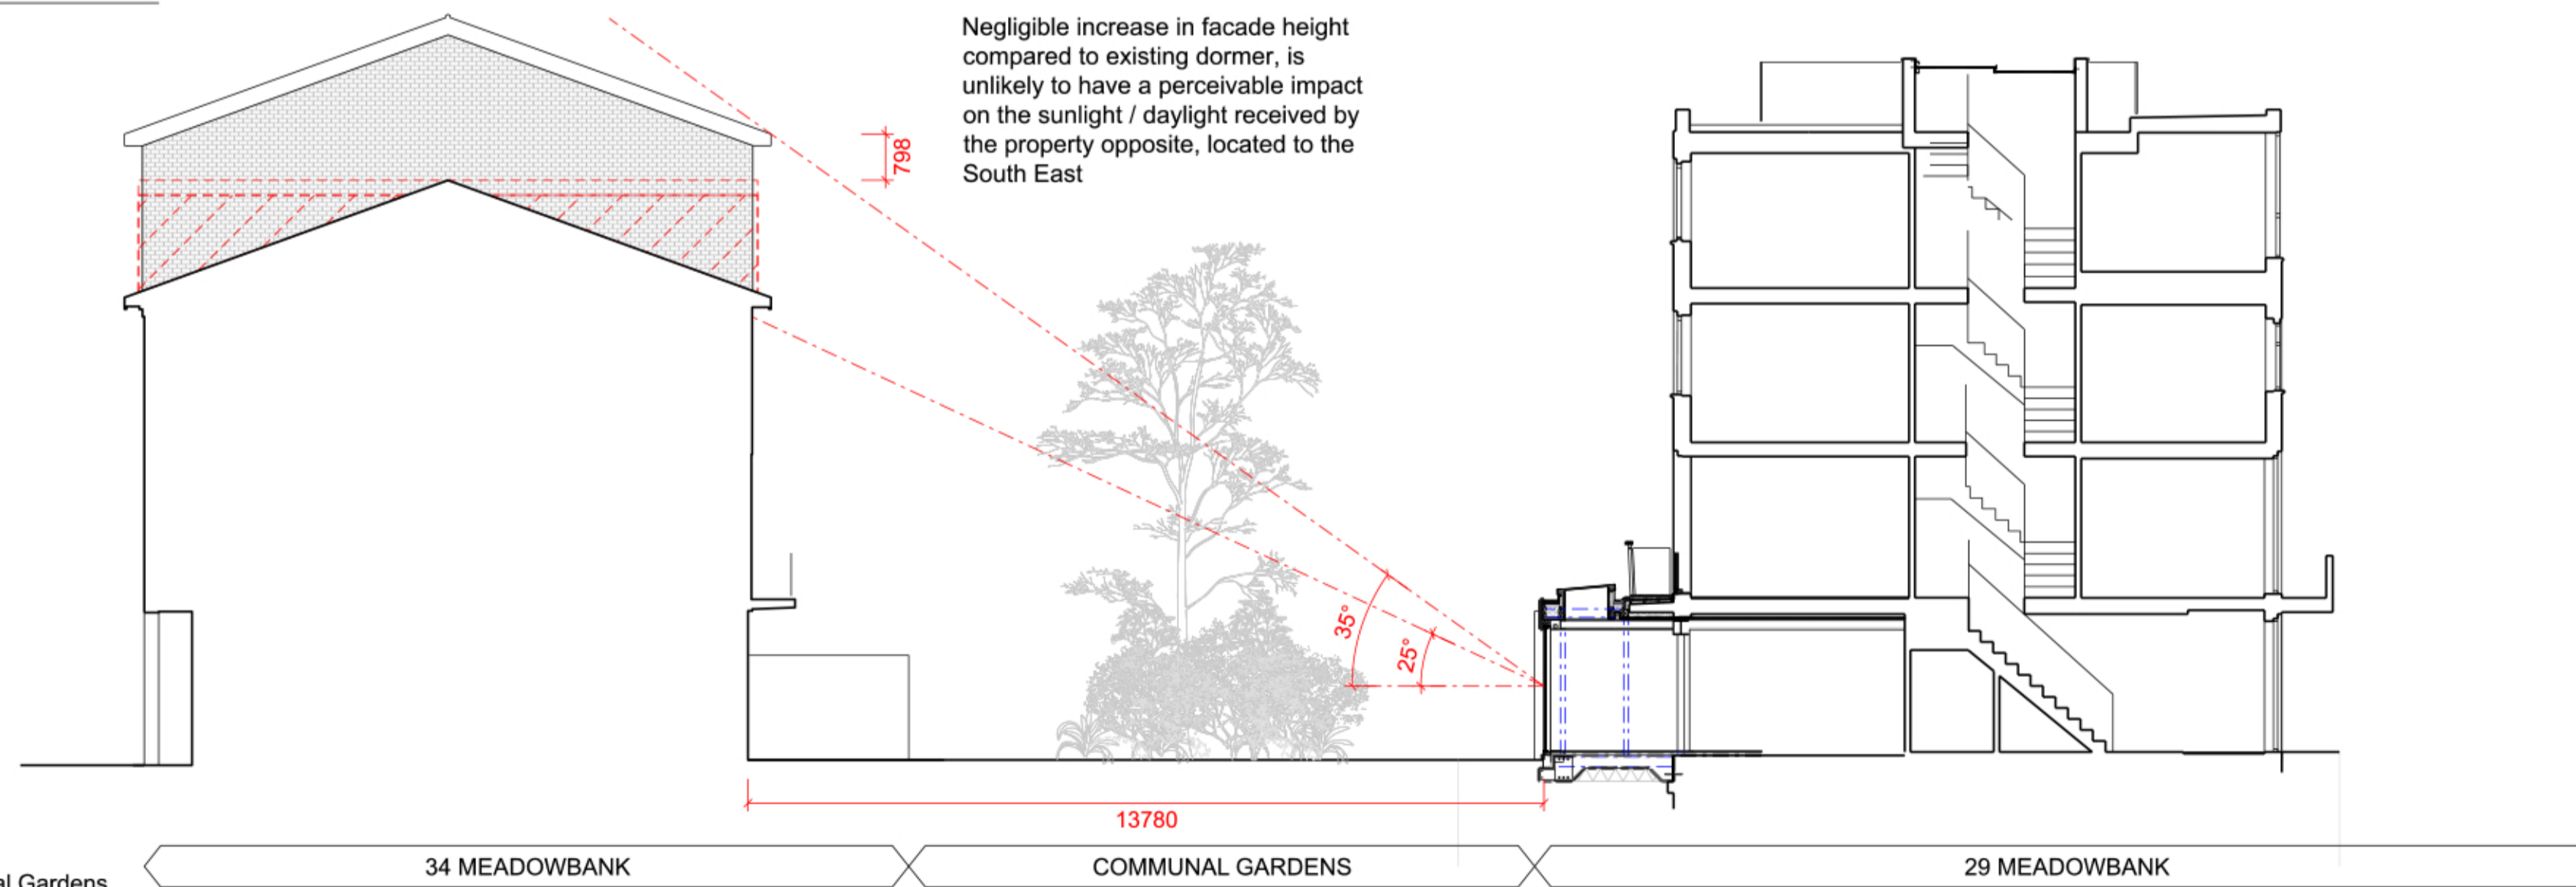 Negligible increase in facade height
compared to existing dormer, is
unlikely to have a perceivable impact
on the sunlight / daylight received by
the property opposite, located to the
South East
798
35°
25°
13780
34 MEADOWBANK
COMMUNAL GARDENS
29 MEADOWBANK
al Gardens